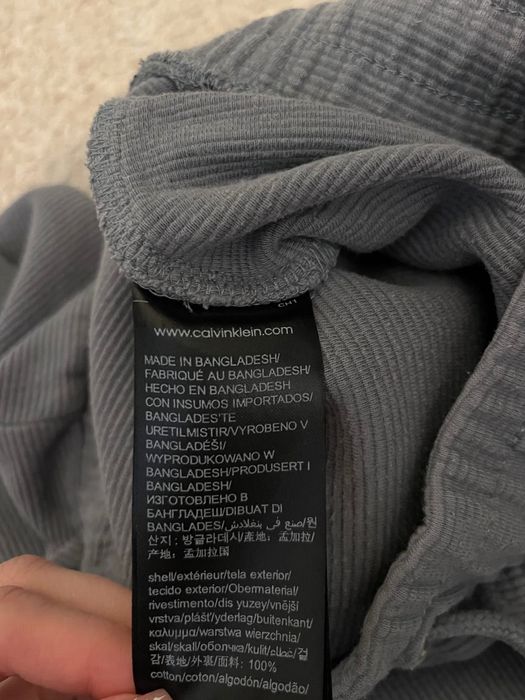 CH1
www.calvinklein.com
MADE IN BANGLADESH/
FABRIQUÉ AU BANGLADESH/
HECHO EN BANGLADESH
CON INSUMOS IMPORTADOS/
BANGLADES'TE
URETILMISTIR/VYROBENO V
BANGLADÉŠI/
WYPRODUKOWANO W
BANGLADESH/PRODUSERT I
BANGLADESH/
ИЗГОТОВЛЕНО В
БАНГЛАДЕШ/DIBUAT DI
BANGLADES/صنع في بنغلادش/원
산지 : 방글라데시/產地：孟加拉/
产地：孟加拉国
shell/extérieur/tela exterior/
tecido exterior/Obermaterial/
rivestimento/dis yuzey/vnější
vrstva/plášť/yderlag/buitenkant/
καλυμμα/warstwa wierzchnia/
skal/skall/оболочка/kulit/غطاء/겉
감/表地/外裏/面料: 100%
cotton/coton/algodón/algodão/